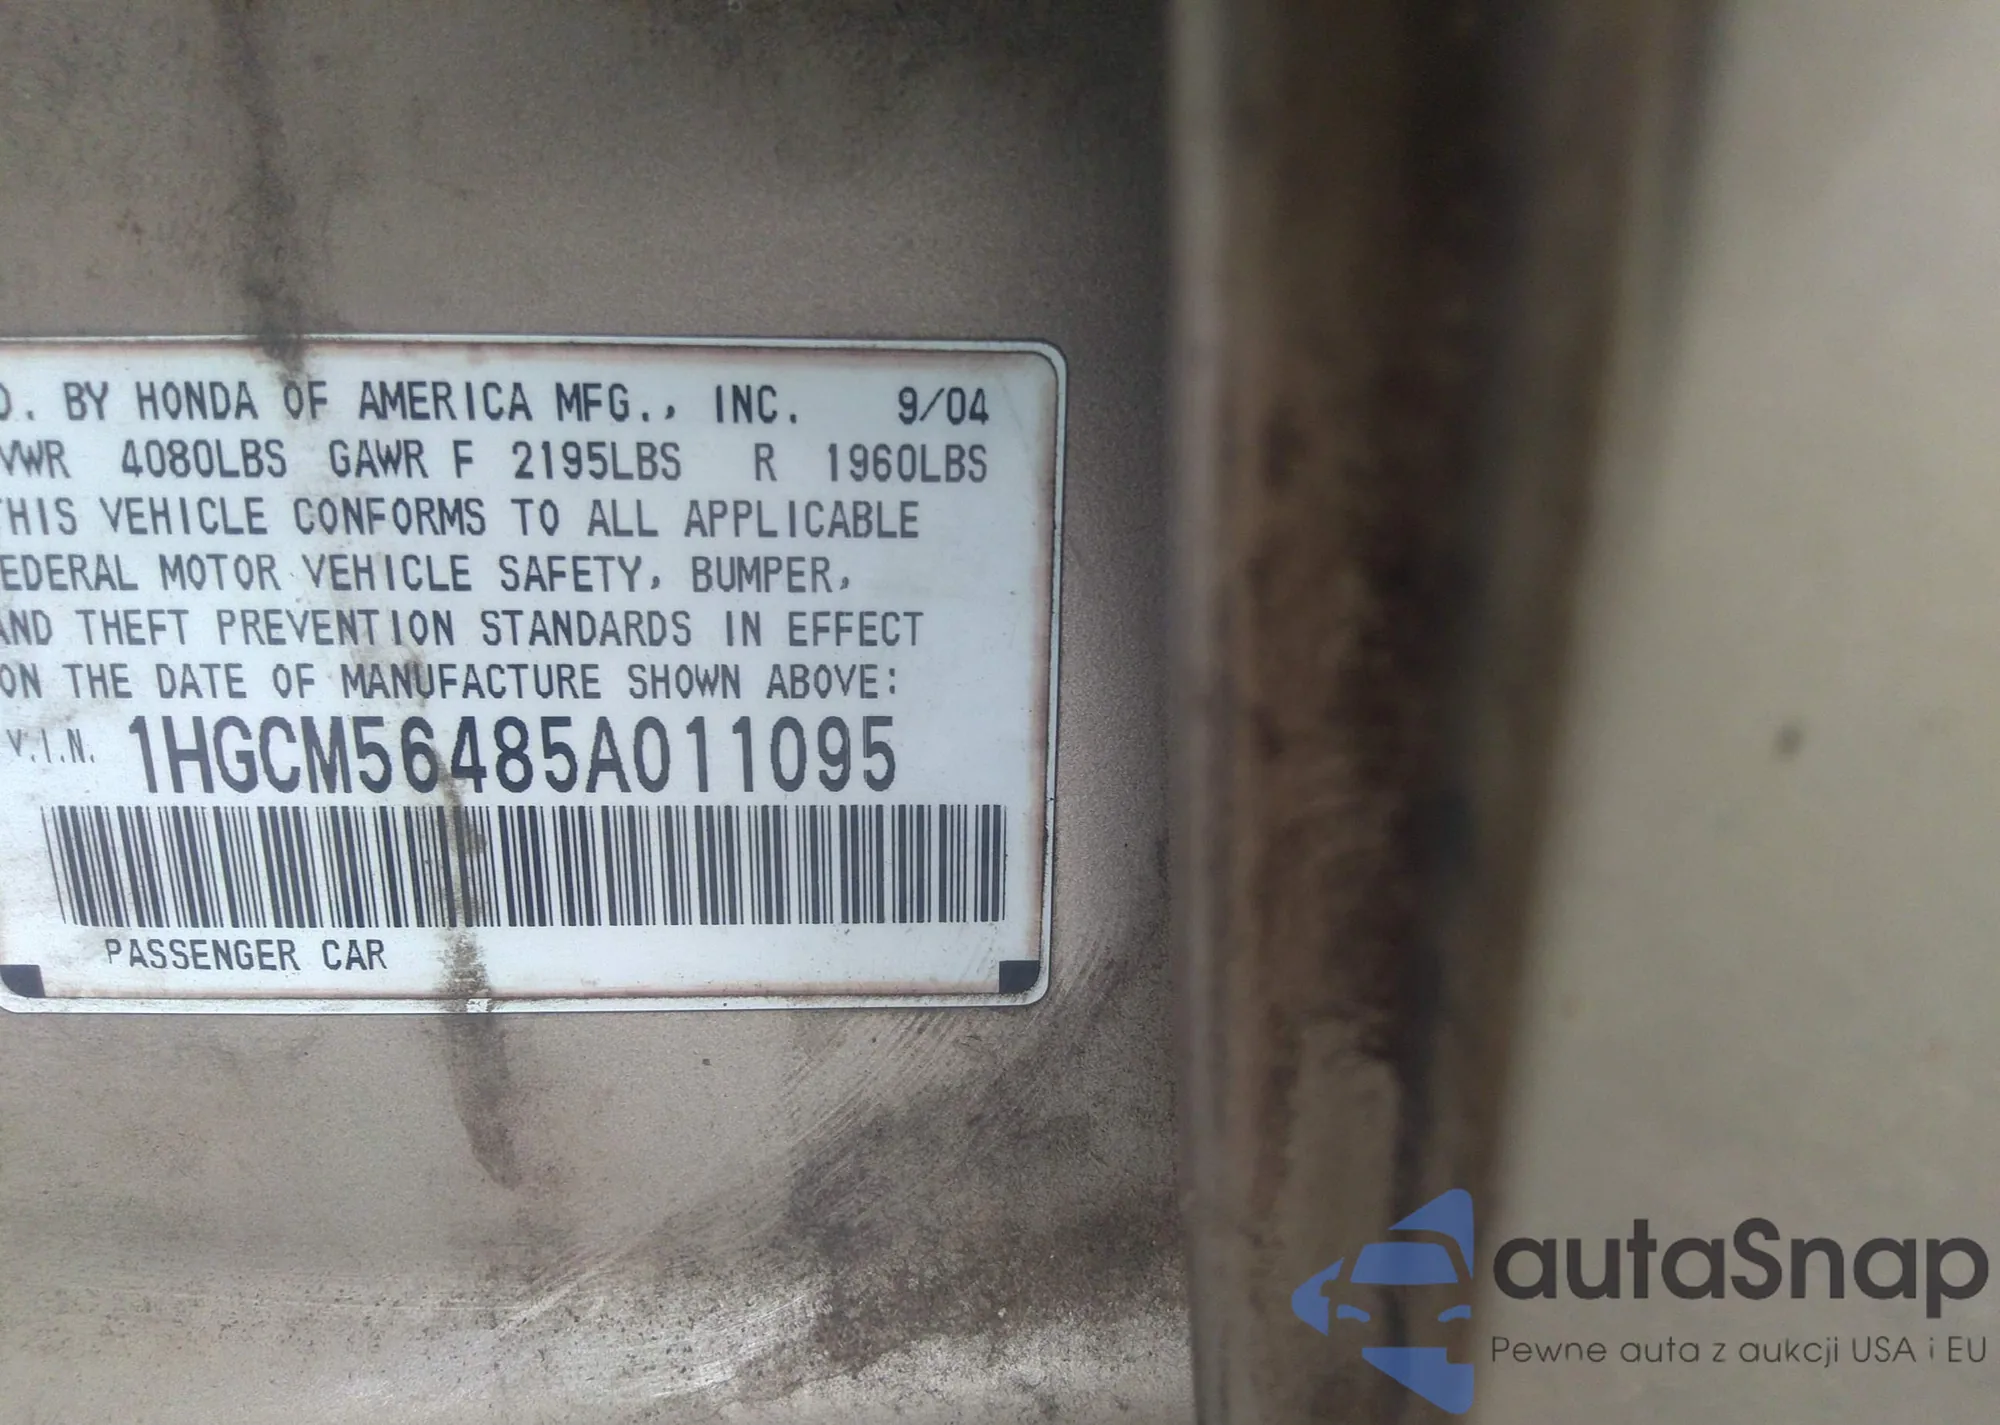 D. BY HONDA OF AMERICA MFG., INC. 9/04
VWR 4080LBS GAWR F 2195LBS R 1960LBS
THIS VEHICLE CONFORMS TO ALL APPLICABLE
EDERAL MOTOR VEHICLE SAFETY, BUMPER,
AND THEFT PREVENTION STANDARDS IN EFFECT
ON THE DATE OF MANUFACTURE SHOWN ABOVE:
V.I.N. 1HGCM56485A011095
PASSENGER CAR
autaSnap
Pewne auta z aukcji USA i EU